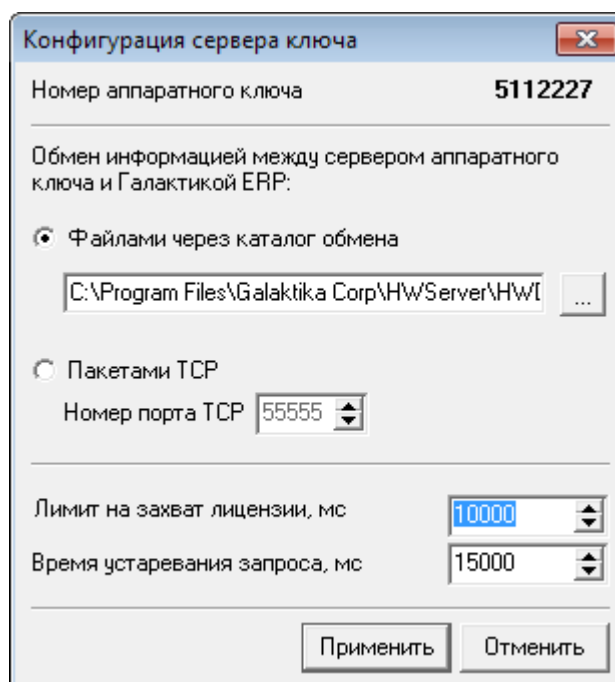 Конфигурация сервера ключа
Номер аппаратного ключа 5112227
Обмен информацией между сервером аппаратного
ключа и Галактикой ERP:
Файлами через каталог обмена
C:\Program Files\Galaktika Corp\HWServer\HW
...
Пакетами TCP
Номер порта TCP 55555
Лимит на захват лицензии, мс 10000
Время устаревания запроса, мс 15000
Применить Отменить